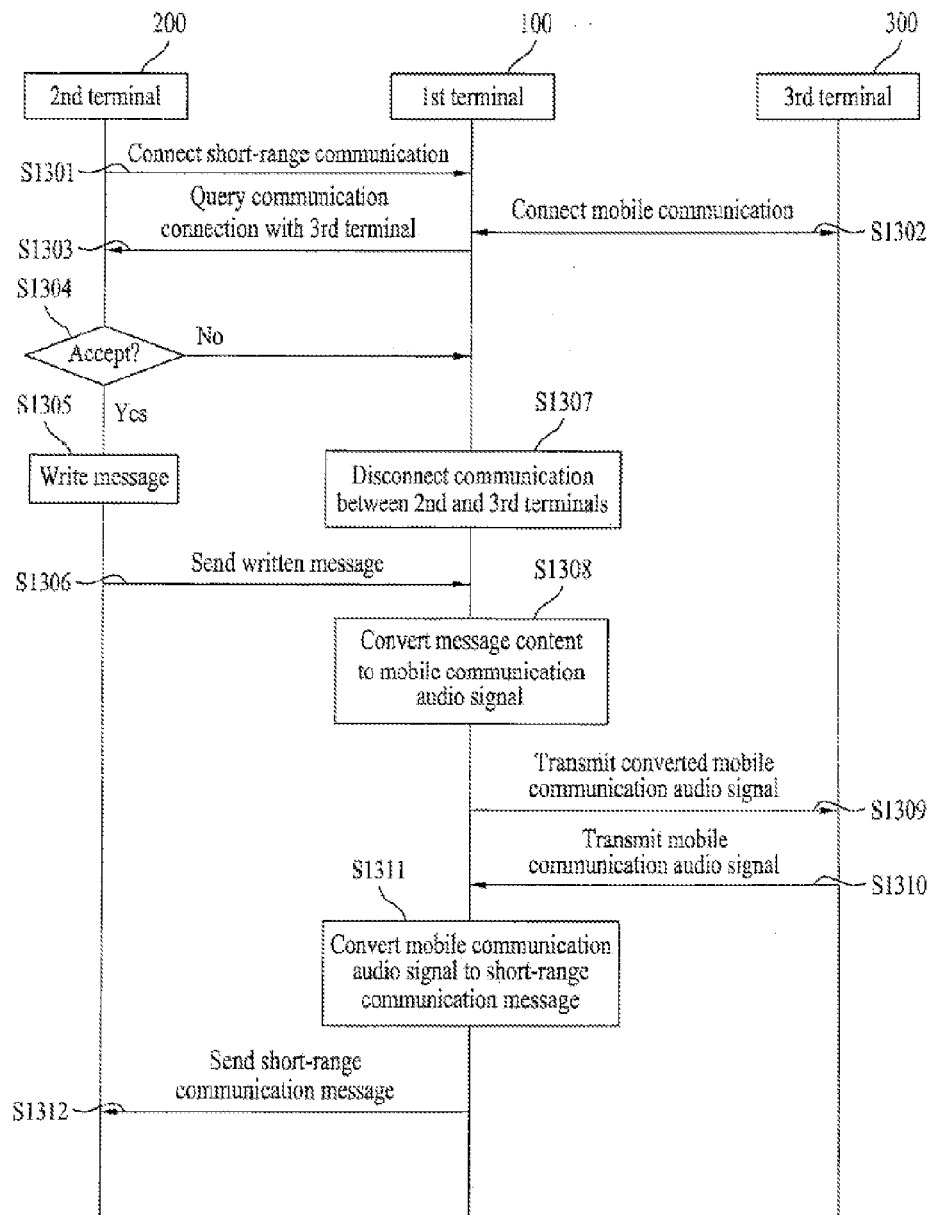 200
100
300
2nd terminal
1st terminal
3rd terminal
Connect short-range communication
S1301
Query communication
connection with 3rd terminal
Connect mobile communication
S1302
S1303
S1304
Accept?
No
S1305
Yes
S1307
Write message
Disconnect communication
between 2nd and 3rd terminals
Send written message
S1306
S1308
Convert message content
to mobile communication
audio signal
Transmit converted mobile
communication audio signal
S1309
Transmit mobile
communication audio signal
S1310
S1311
Convert mobile communication
audio signal to short-range
communication message
Send short-range
communication message
S1312